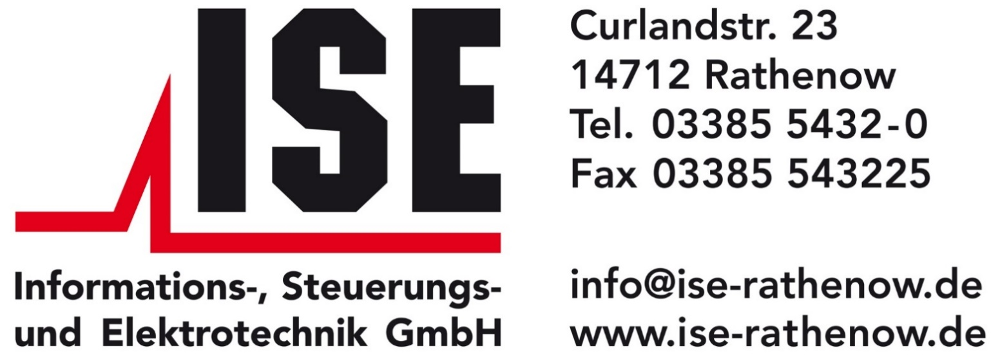 ISE
Informations-, Steuerungs-
und Elektrotechnik GmbH
Curlandstr. 23
14712 Rathenow
Tel. 03385 5432-0
Fax 03385 543225
info@ise-rathenow.de
www.ise-rathenow.de